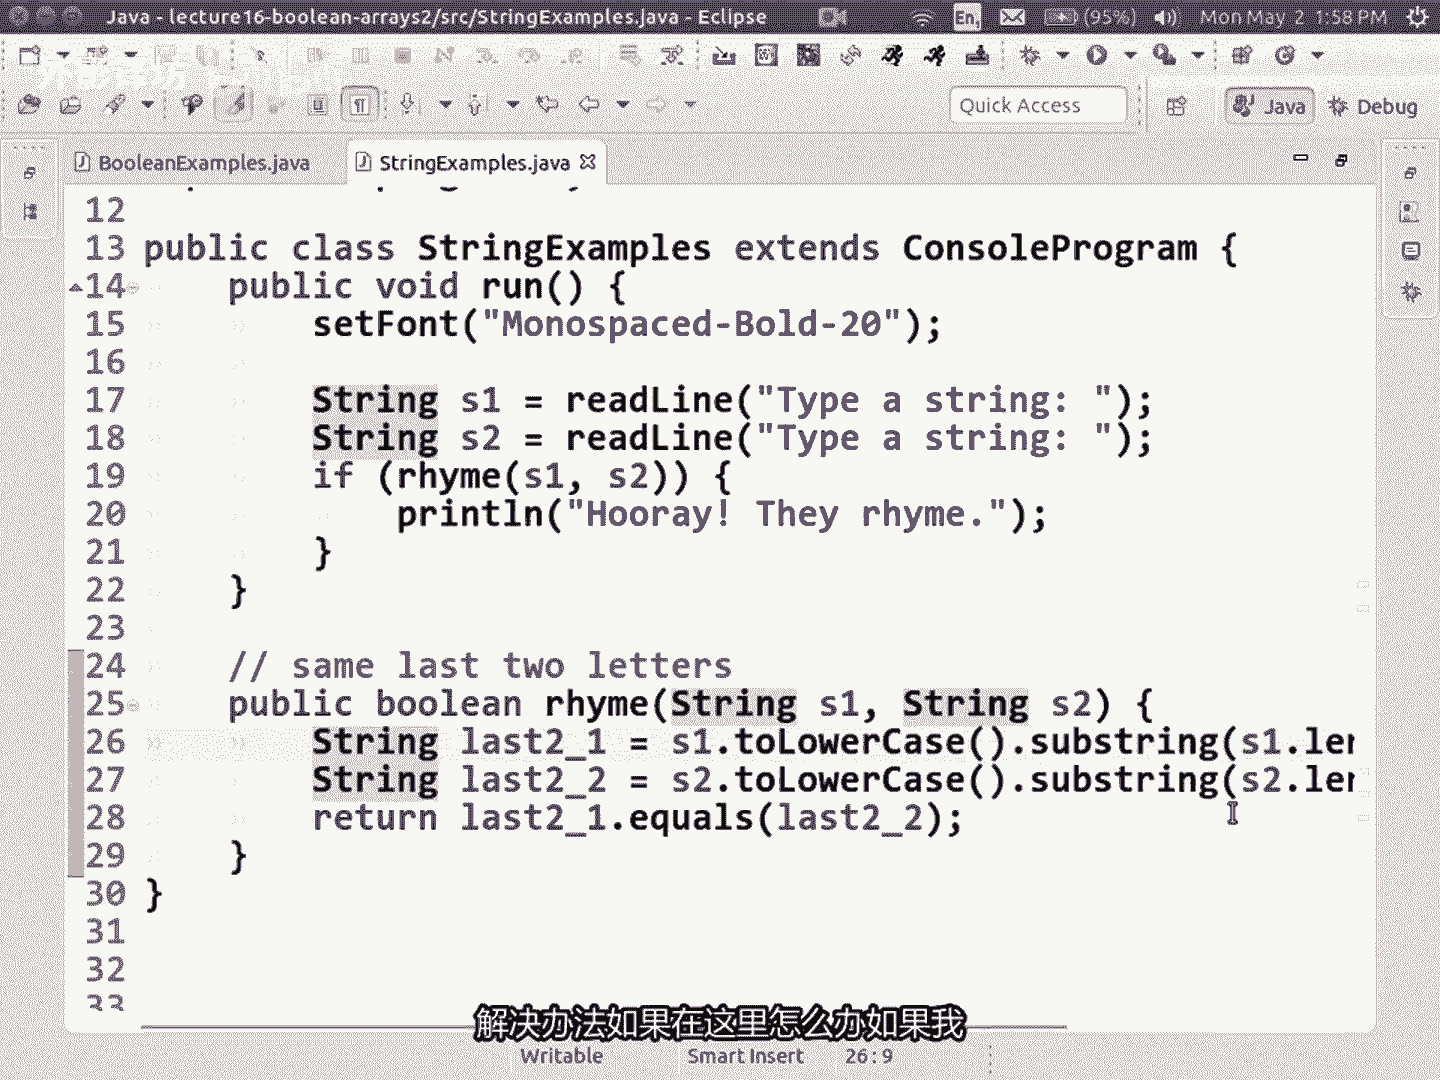 Java - lecture16-boolean-arrays2/src/StringExamples.java - Eclipse
En₁ (95%) Mon May 2 1:58 PM
Quick Access Java Debug
BooleanExamples.java StringExamples.java
12
13 public class StringExamples extends ConsoleProgram {
14 public void run() {
15 setFont("Monospaced-Bold-20");
16
17 String s1 = readLine("Type a string: ");
18 String s2 = readLine("Type a string: ");
19 if (rhyme(s1, s2)) {
20 println("Hooray! They rhyme.");
21 }
22 }
23
24 // same last two letters
25 public boolean rhyme(String s1, String s2) {
26 String last2_1 = s1.toLowerCase().substring(s1.len
27 String last2_2 = s2.toLowerCase().substring(s2.len
28 return last2_1.equals(last2_2);
29 }
30 }
31
32
33
解决办法如果在这里怎么办如果我
Writable Smart Insert 26:9